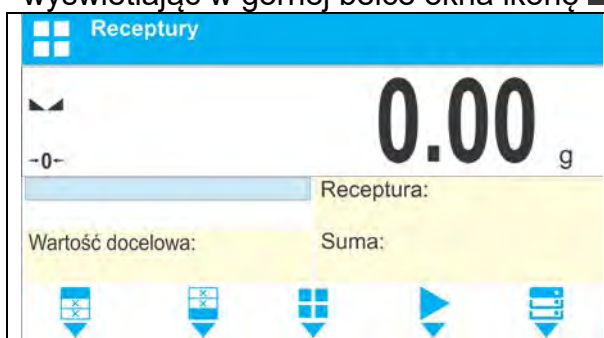 wyświetlając w górnej belce okna ikonę
Receptury
0.00 g
→0←
Receptura:
Wartość docelowa:
Suma: